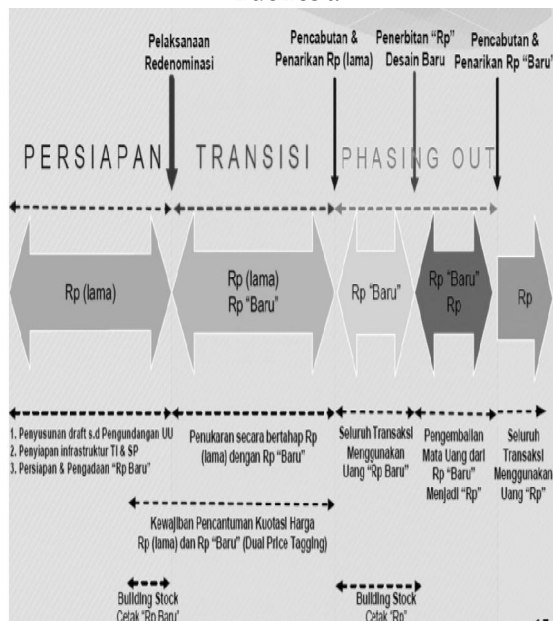 Pelaksanaan
Redenominasi
Pencabutan &
Penarikan Rp (lama)
Penerbitan "Rp"
Desain Baru
Pencabutan &
Penarikan Rp "Baru"
PERSIAPAN
TRANSISI
PHASING OUT
Rp (lama)
Rp (lama)
Rp "Baru"
Rp "Baru"
Rp "Baru"
Rp
Rp
1. Penyusunan draft s.d Pengundangan UU
2. Penyiapan infrastruktur TI & SP
3. Persiapan & Pengadaan "Rp Baru"
Penukaran secara bertahap Rp
(lama) dengan Rp "Baru"
Seluruh Transaksi
Menggunakan
Uang "Rp Baru"
Pengembalian
Mata Uang dari
Rp "Baru"
Menjadi "Rp"
Seluruh
Transaksi
Menggunakan
Uang "Rp"
Kewajiban Pencantuman Kuotasi Harga
Rp (lama) dan Rp "Baru" (Dual Price Tagging)
Building Stock
Cetak "Rp Baru"
Building Stock
Cetak "Rp"